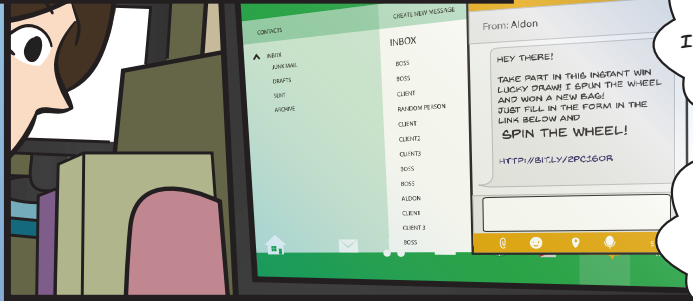 CONTACTS
CREATE NEW MESSAGE
INBOX
JUNK MAIL
DRAFTS
SENT
ARCHIVE
INBOX
BOSS
BOSS
CLIENT
RANDOM PERSON
CLIENT
CLIENT2
CLIENT3
BOSS
BOSS
ALDON
CLIENT
CLIENT 3
BOSS
From: Aldon
HEY THERE!
TAKE PART IN THIS INSTANT WIN
LUCKY DRAW! I SPUN THE WHEEL
AND WON A NEW BAG!
JUST FILL IN THE FORM IN THE
LINK BELOW AND
SPIN THE WHEEL!
HTTP://BIT.LY/2PC1GOR
I